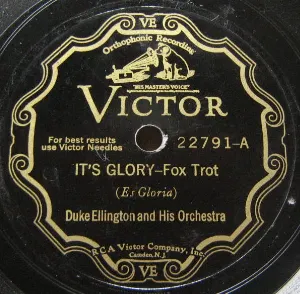 VE
Orthophonic Recording
"HIS MASTER'S VOICE"
VICTOR
For best results
use Victor Needles
22791-A
IT'S GLORY-Fox Trot
(Es Gloria)
Duke Ellington and His Orchestra
RCA Victor Company, Inc.
Camden, N.J.
VE